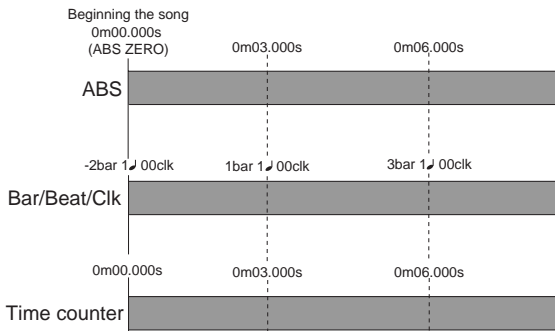 Beginning the song
0m00.000s
(ABS ZERO)
0m03.000s
0m06.000s
ABS
-2bar 1♩ 00clk
1bar 1♩ 00clk
3bar 1♩ 00clk
Bar/Beat/Clk
0m00.000s
0m03.000s
0m06.000s
Time counter